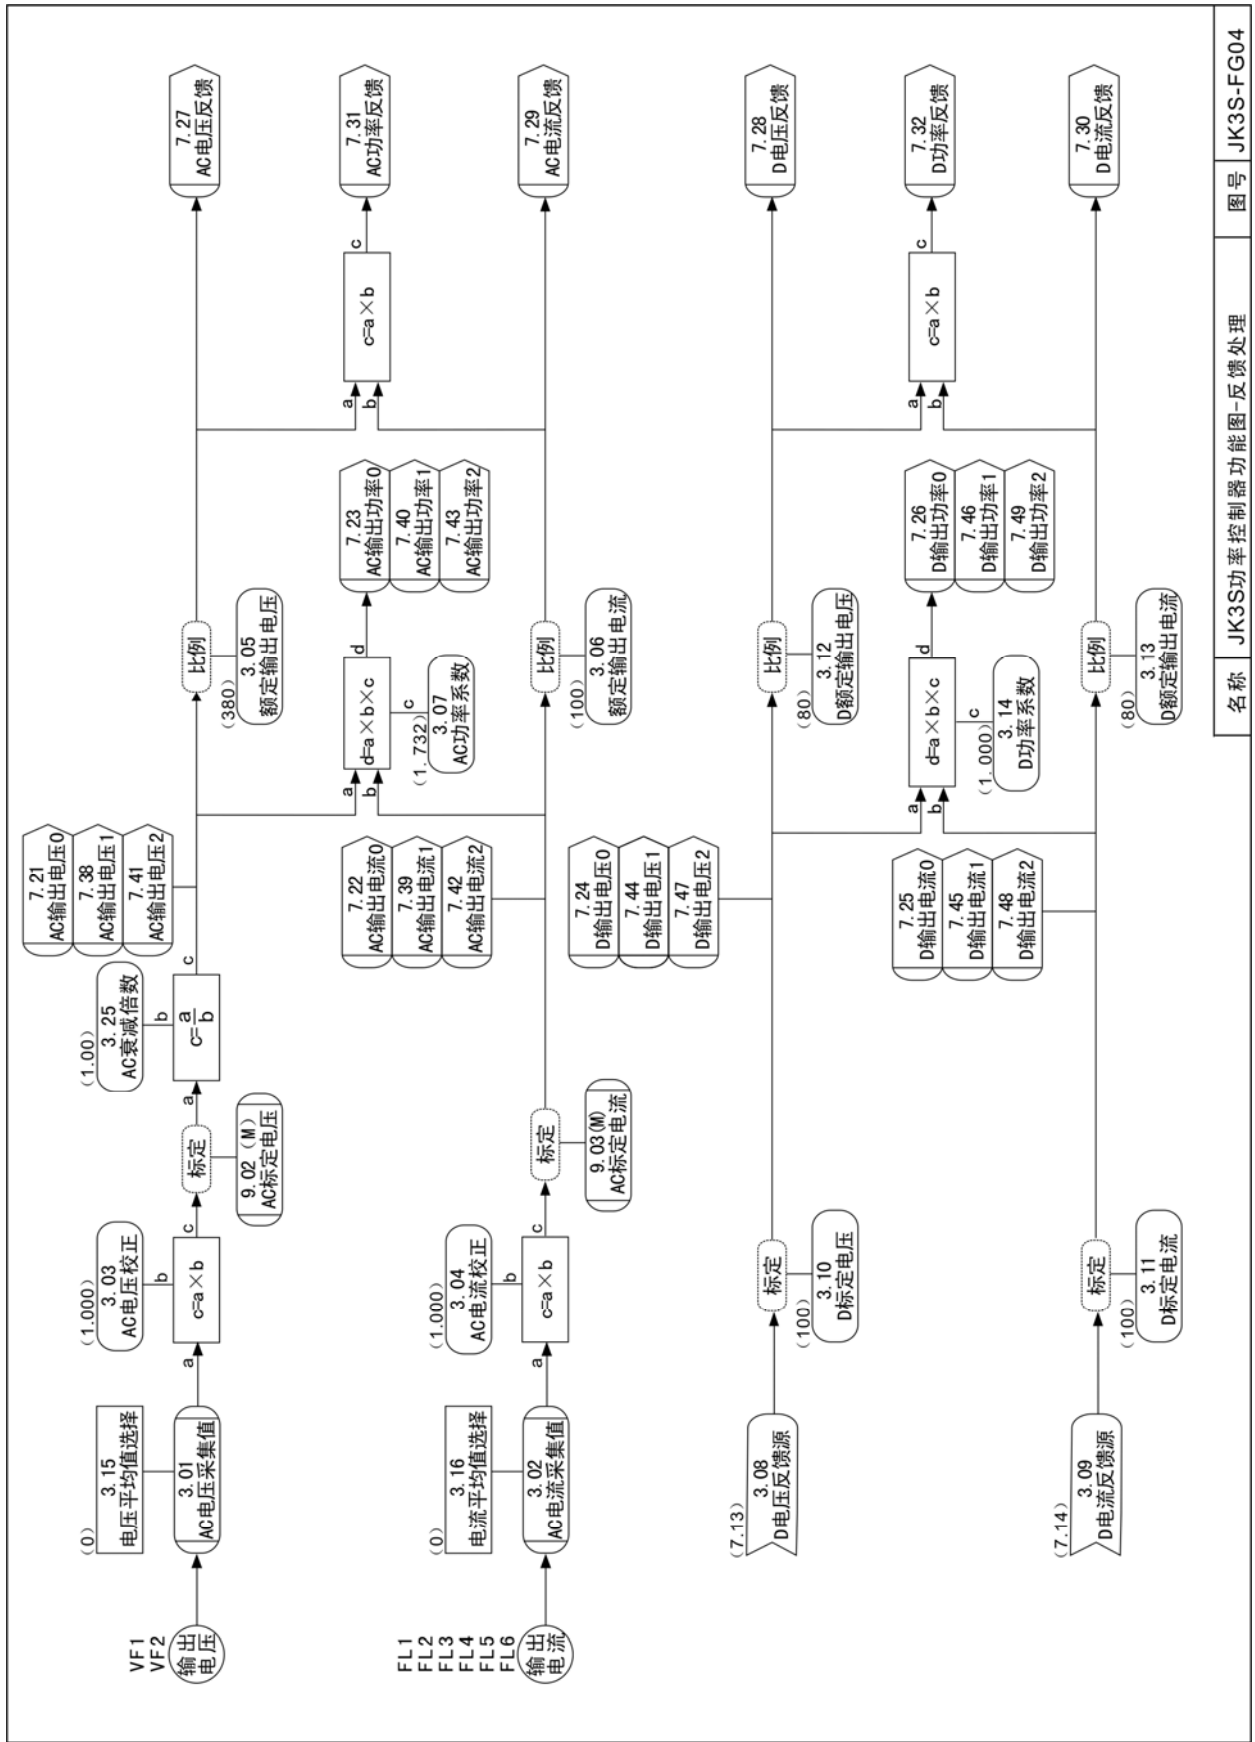 VF1
VF2
输出
电压
(0)
3.15
电压平均值选择
3.01
AC电压采集值
a
c=a×b
(1.000)
3.03
AC电压校正
b
c
标定
9.02 (M)
AC标定电压
a
c=a/b
(1.00)
3.25
AC衰减倍数
b
c
7.21
AC输出电压0
7.38
AC输出电压1
7.41
AC输出电压2
比例
(380)
3.05
额定输出电压
7.27
AC电压反馈
a
b
d=a×b×c
c
(1.732)
3.07
AC功率系数
d
7.23
AC输出功率0
7.40
AC输出功率1
7.43
AC输出功率2
a
b
c=a×b
c
7.31
AC功率反馈
FL1
FL2
FL3
FL4
FL5
FL6
输出
电流
(0)
3.16
电流平均值选择
3.02
AC电流采集值
a
c=a×b
(1.000)
3.04
AC电流校正
b
c
标定
9.03(M)
AC标定电流
7.22
AC输出电流0
7.39
AC输出电流1
7.42
AC输出电流2
比例
(100)
3.06
额定输出电流
7.29
AC电流反馈
(7.13)
3.08
D电压反馈源
标定
(100)
3.10
D标定电压
7.24
D输出电压0
7.44
D输出电压1
7.47
D输出电压2
比例
(80)
3.12
D额定输出电压
7.28
D电压反馈
a
b
d=a×b×c
c
(1.000)
3.14
D功率系数
d
7.26
D输出功率0
7.46
D输出功率1
7.49
D输出功率2
a
b
c=a×b
c
7.32
D功率反馈
(7.14)
3.09
D电流反馈源
标定
(100)
3.11
D标定电流
7.25
D输出电流0
7.45
D输出电流1
7.48
D输出电流2
比例
(80)
3.13
D额定输出电流
7.30
D电流反馈
名称 JK3S功率控制器功能图-反馈处理 图号 JK3S-FG04